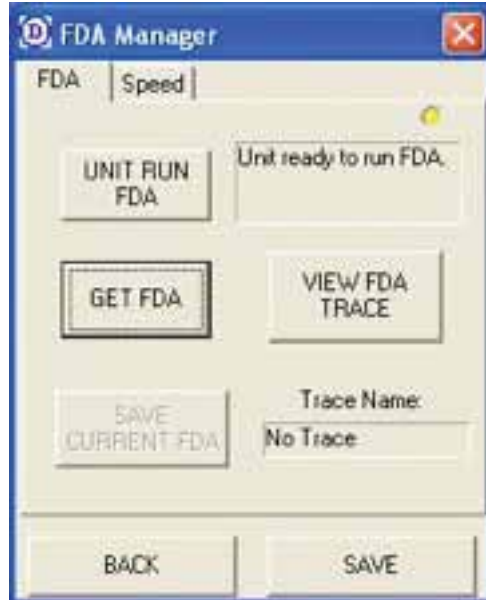 D FDA Manager
FDA Speed
UNIT RUN
FDA
Unit ready to run FDA.
GET FDA
VIEW FDA
TRACE
SAVE
CURRENT FDA
Trace Name:
No Trace
BACK SAVE